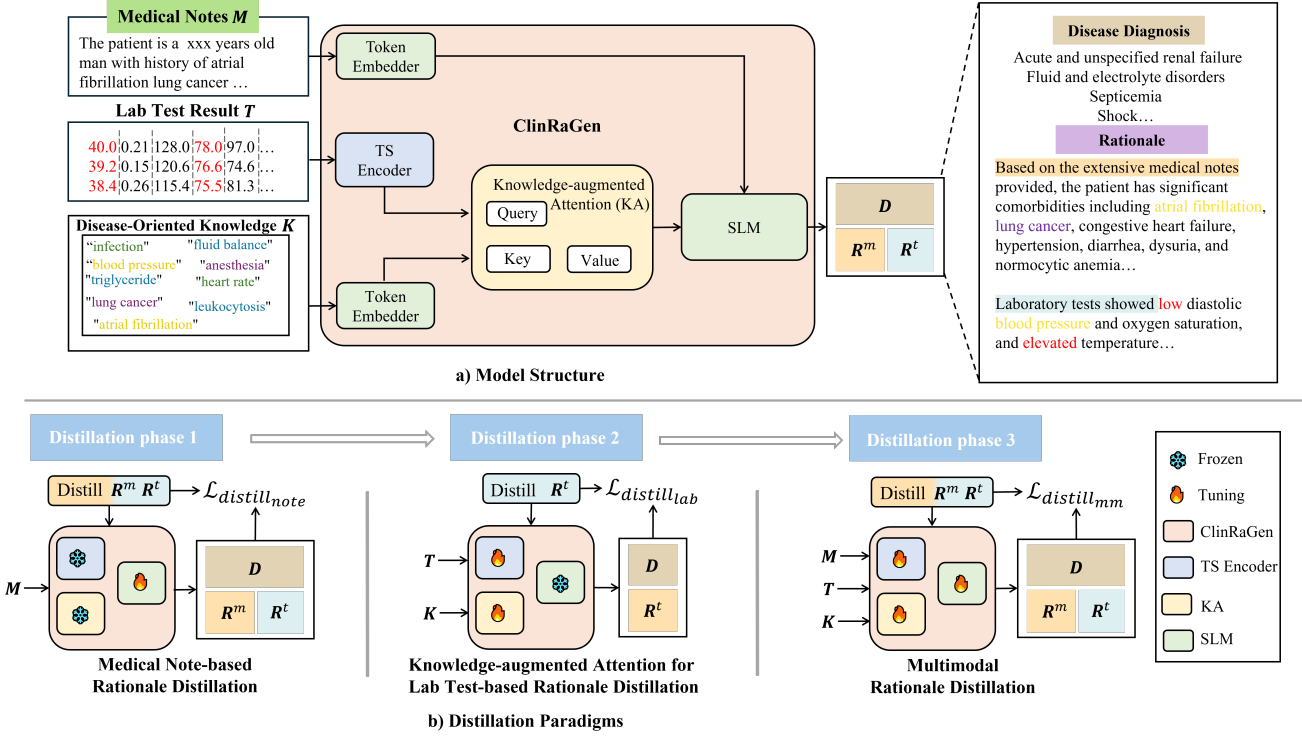 Medical Notes M
The patient is a xxx years old
man with history of atrial
fibrillation lung cancer …
Lab Test Result T
40.0 0.21 128.0 78.0 97.0 …
39.2 0.15 120.6 76.6 74.6 …
38.4 0.26 115.4 75.5 81.3 …
Disease-Oriented Knowledge K
“infection" "fluid balance"
“blood pressure" "anesthesia"
"triglyceride" "heart rate"
"lung cancer" "leukocytosis"
"atrial fibrillation"
Token
Embedder
TS
Encoder
Token
Embedder
ClinRaGen
Knowledge-augmented
Attention (KA)
Query
Key Value
SLM
D
R^m R^t
Disease Diagnosis
Acute and unspecified renal failure
Fluid and electrolyte disorders
Septicemia
Shock…
Rationale
Based on the extensive medical notes
provided, the patient has significant
comorbidities including atrial fibrillation,
lung cancer, congestive heart failure,
hypertension, diarrhea, dysuria, and
normocytic anemia…
Laboratory tests showed low diastolic
blood pressure and oxygen saturation,
and elevated temperature…
a) Model Structure
Distillation phase 1
Distillation phase 2
Distillation phase 3
Distill R^m R^t
ℒ_distill_note
M
D
R^m R^t
Medical Note-based
Rationale Distillation
Distill R^t
ℒ_distill_lab
T
K
D
R^t
Knowledge-augmented Attention for
Lab Test-based Rationale Distillation
Distill R^m R^t
ℒ_distill_mm
M
T
K
D
R^m R^t
Multimodal
Rationale Distillation
Frozen
Tuning
ClinRaGen
TS Encoder
KA
SLM
b) Distillation Paradigms